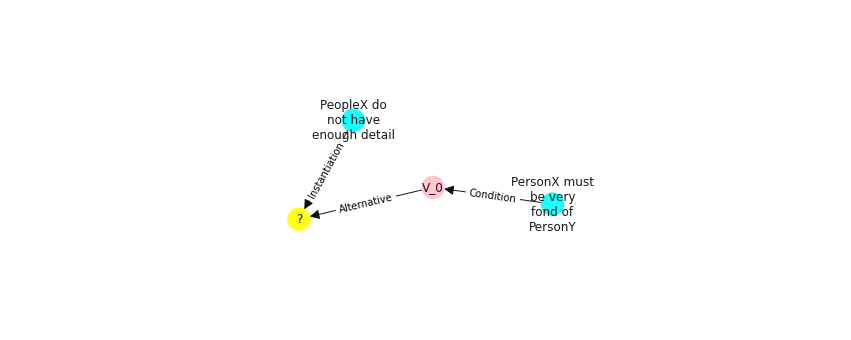 PeopleX do
not have
enough detail
Instantiation
V_0
PersonX must
be very
fond of
PersonY
Condition
Alternative
?